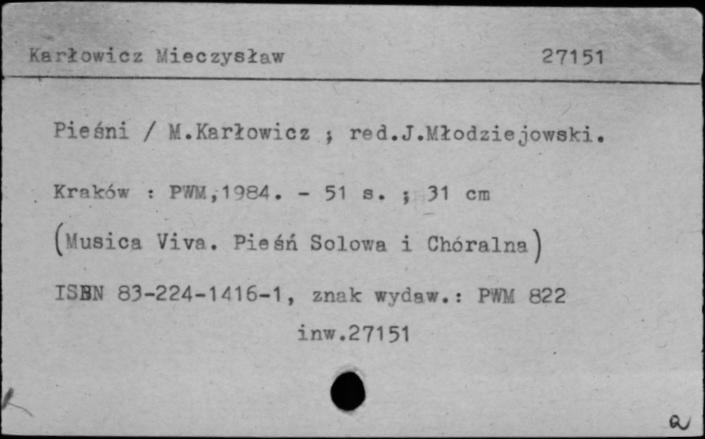 Karłowicz Mieczysław 27151
Pieśni / M.Karłowicz ; red.J.Młodziejowski.
Kraków : PWM,1984. - 51 s. ; 31 cm
(Musica Viva. Pieśń Solowa i Chóralna)
ISBN 83-224-1416-1, znak wydaw.: PWM 822
inw.27151